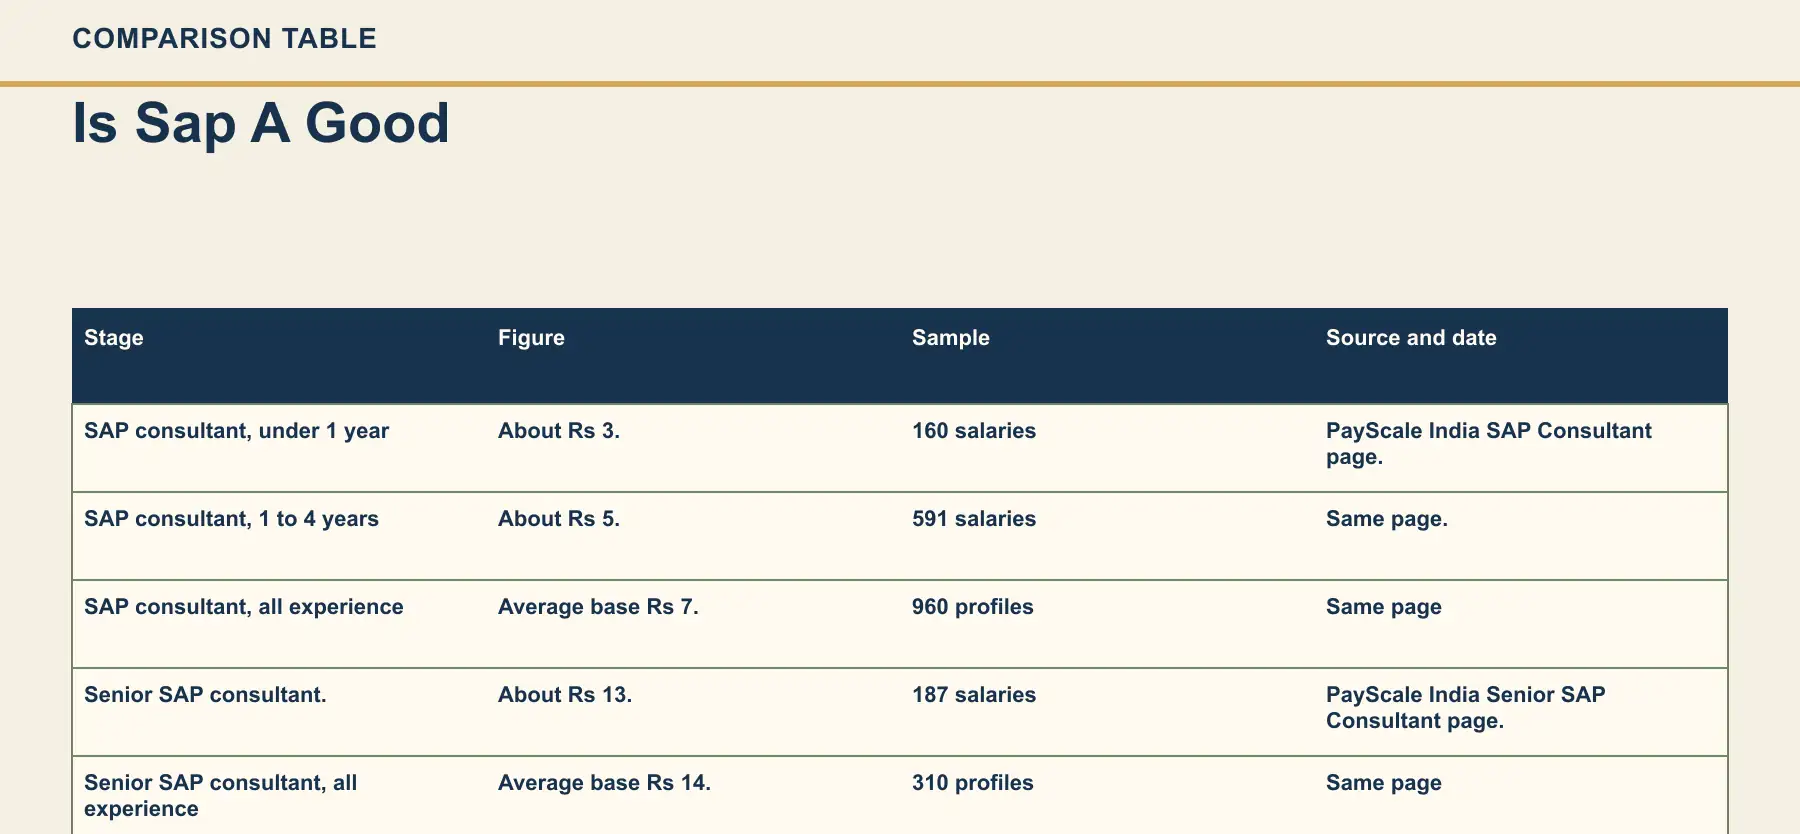 COMPARISON TABLE
Is Sap A Good
Stage Figure Sample Source and date
SAP consultant, under 1 year About Rs 3. 160 salaries PayScale India SAP Consultant
page.
SAP consultant, 1 to 4 years About Rs 5. 591 salaries Same page.
SAP consultant, all experience Average base Rs 7. 960 profiles Same page
Senior SAP consultant. About Rs 13. 187 salaries PayScale India Senior SAP
Consultant page.
Senior SAP consultant, all Average base Rs 14. 310 profiles Same page
experience